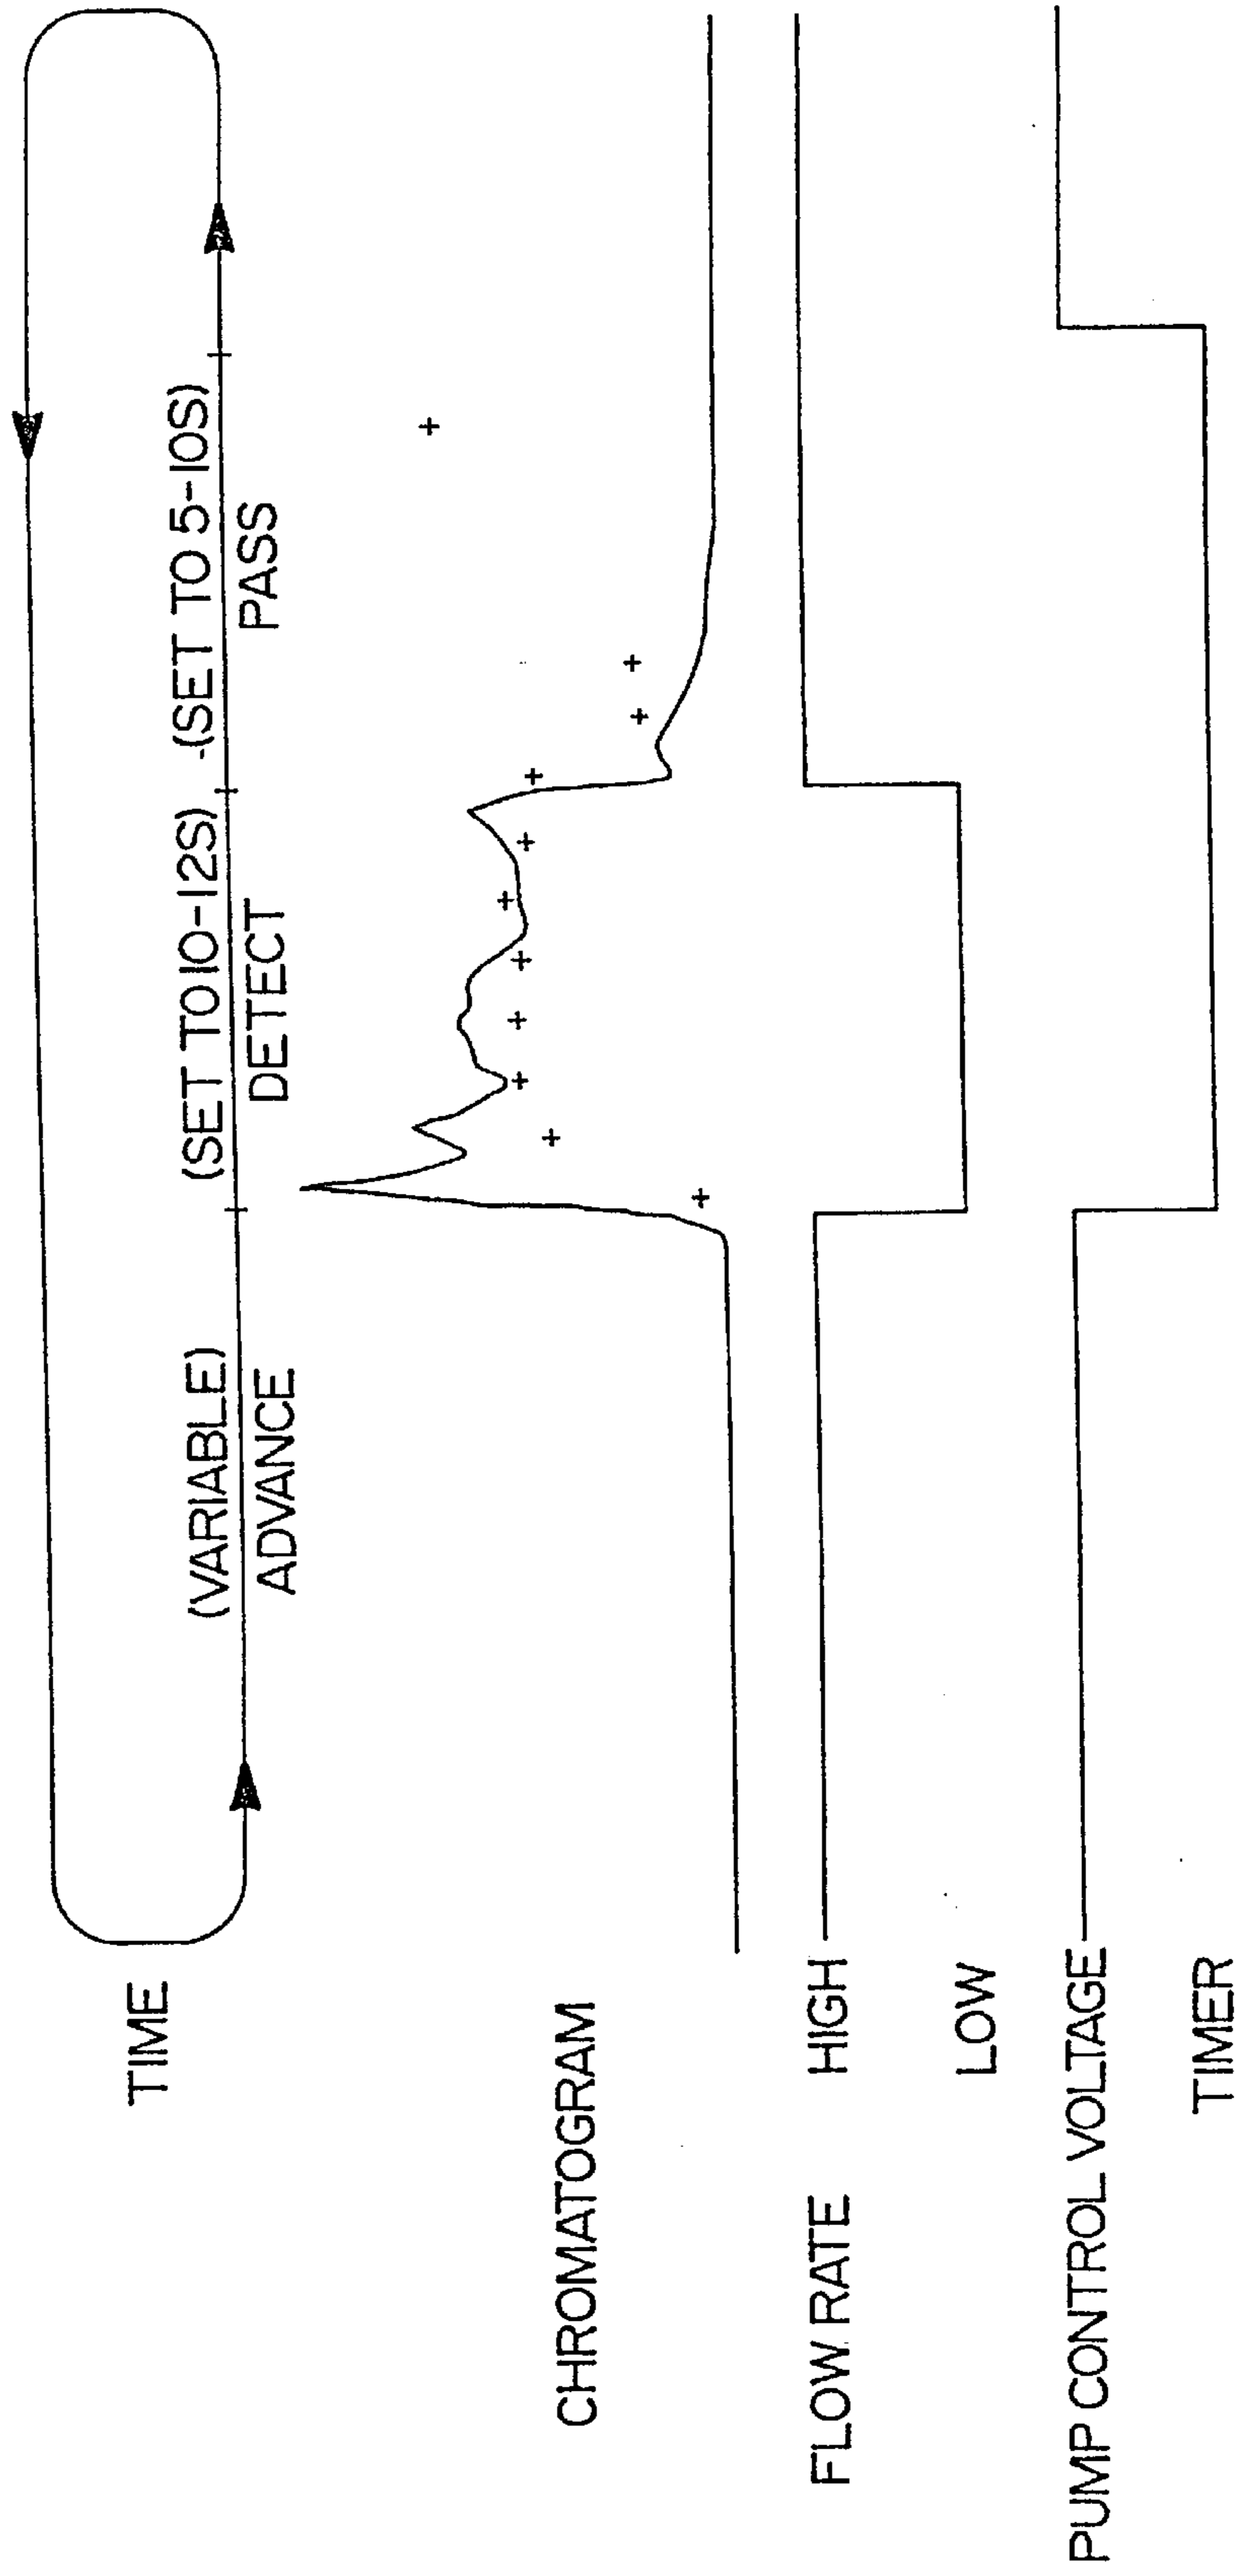 TIME
(VARIABLE) (SET TO 10-12S) (SET TO 5-10S)
ADVANCE DETECT PASS
CHROMATOGRAM
FLOW RATE HIGH
LOW
PUMP CONTROL VOLTAGE
TIMER